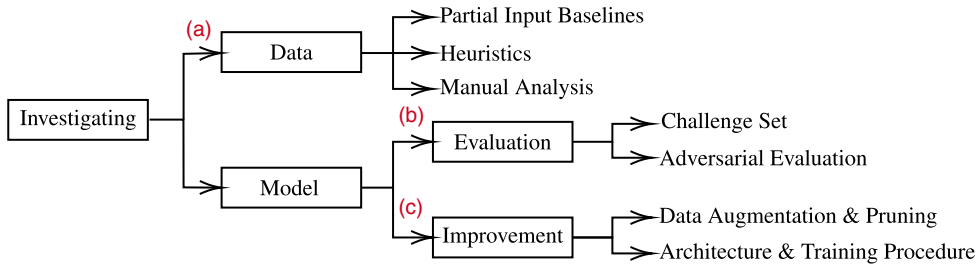 (a)
Partial Input Baselines
Data
Heuristics
Manual Analysis
Investigating
(b)
Evaluation
Challenge Set
Adversarial Evaluation
Model
(c)
Improvement
Data Augmentation & Pruning
Architecture & Training Procedure